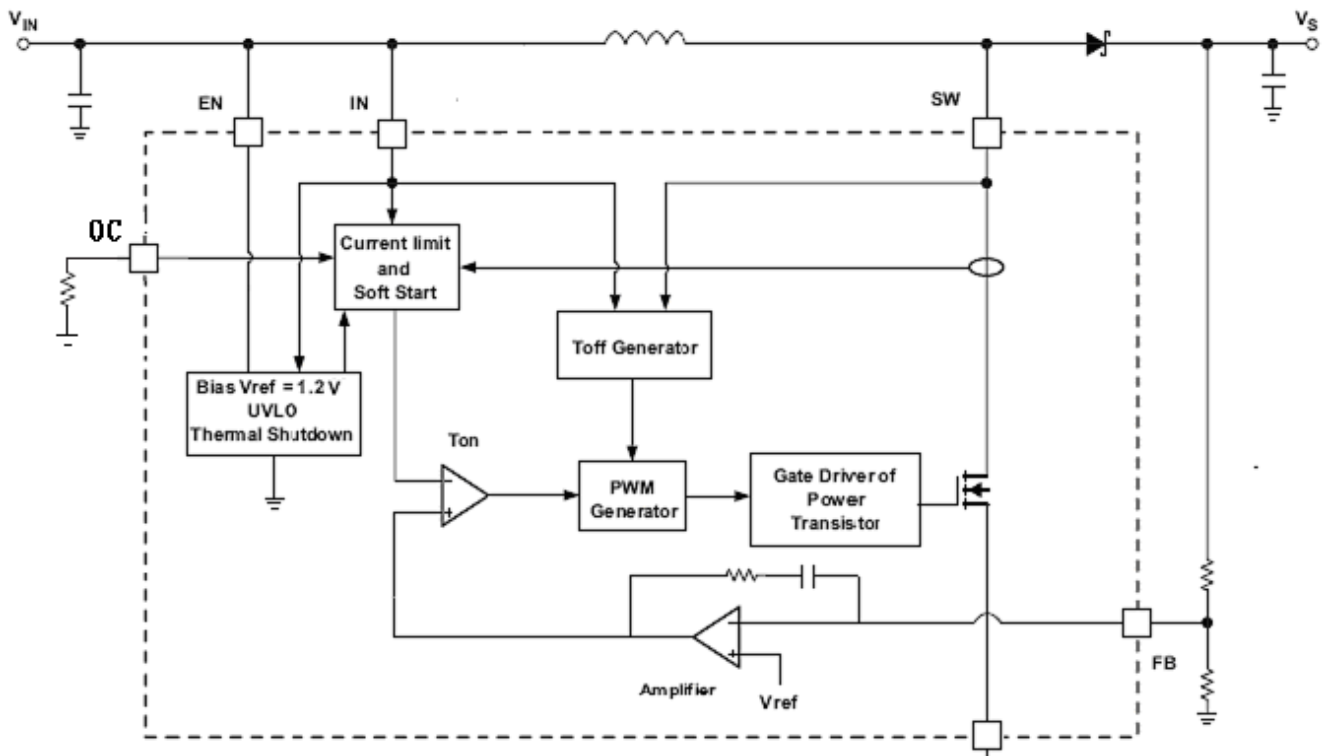 VIN
VS
EN
IN
SW
OC
Current limit
and
Soft Start
Toff Generator
Bias Vref = 1.2 V
UVLO
Thermal Shutdown
Ton
PWM
Generator
Gate Driver of
Power
Transistor
FB
Amplifier
Vref